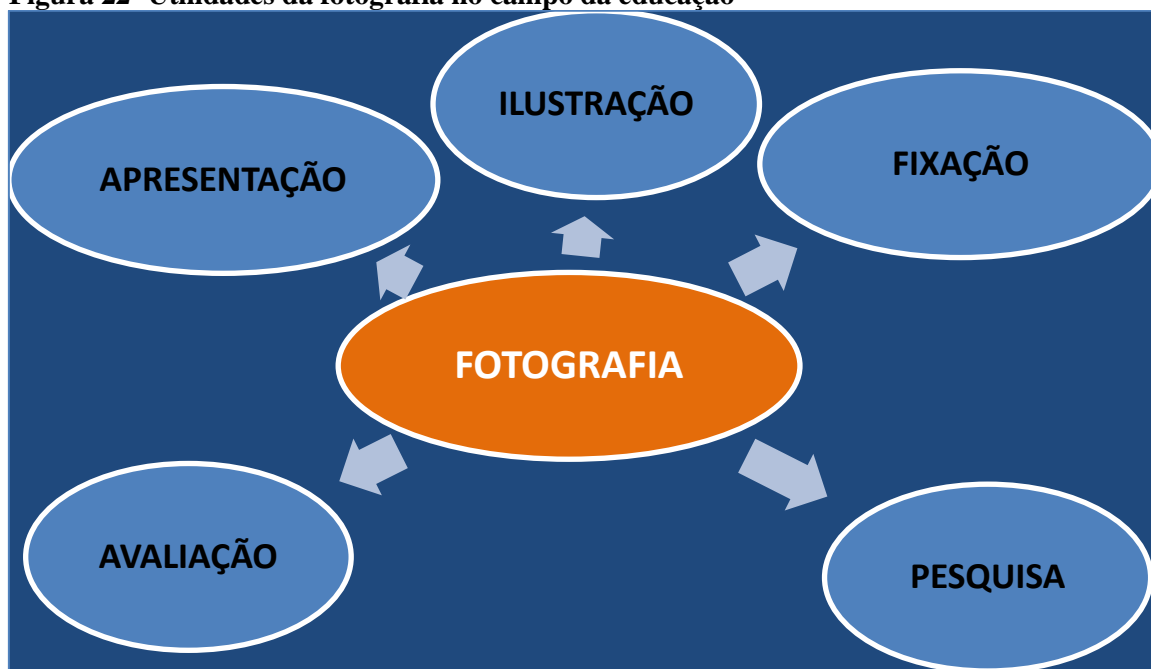 Figura 22- Utilidades da fotografia no campo da educação
ILUSTRAÇÃO
APRESENTAÇÃO
FIXAÇÃO
FOTOGRAFIA
AVALIAÇÃO
PESQUISA